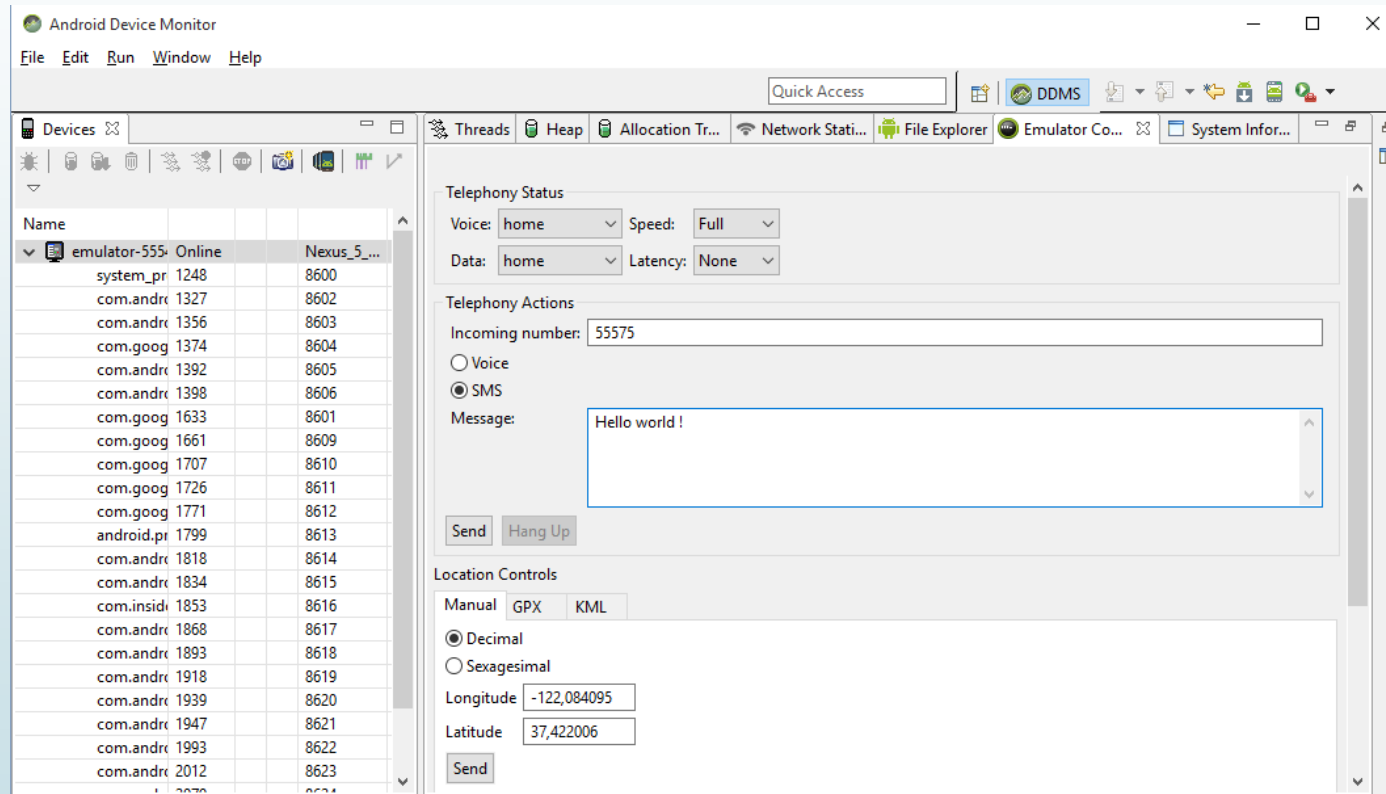 Android Device Monitor
File Edit Run Window Help
Quick Access DDMS
Devices
Threads Heap Allocation Tr... Network Stati... File Explorer Emulator Co... System Infor...
Name
emulator-555 Online Nexus_5_...
system_pr 1248 8600
com.andr 1327 8602
com.andr 1356 8603
com.goog 1374 8604
com.andr 1392 8605
com.andr 1398 8606
com.goog 1633 8601
com.goog 1661 8609
com.goog 1707 8610
com.goog 1726 8611
com.goog 1771 8612
android.pr 1799 8613
com.andr 1818 8614
com.andr 1834 8615
com.insid 1853 8616
com.andr 1868 8617
com.andr 1893 8618
com.andr 1918 8619
com.andr 1939 8620
com.andr 1947 8621
com.andr 1993 8622
com.andr 2012 8623
Telephony Status
Voice: home Speed: Full
Data: home Latency: None
Telephony Actions
Incoming number: 55575
Voice
SMS
Message: Hello world !
Send Hang Up
Location Controls
Manual GPX KML
Decimal
Sexagesimal
Longitude -122,084095
Latitude 37,422006
Send